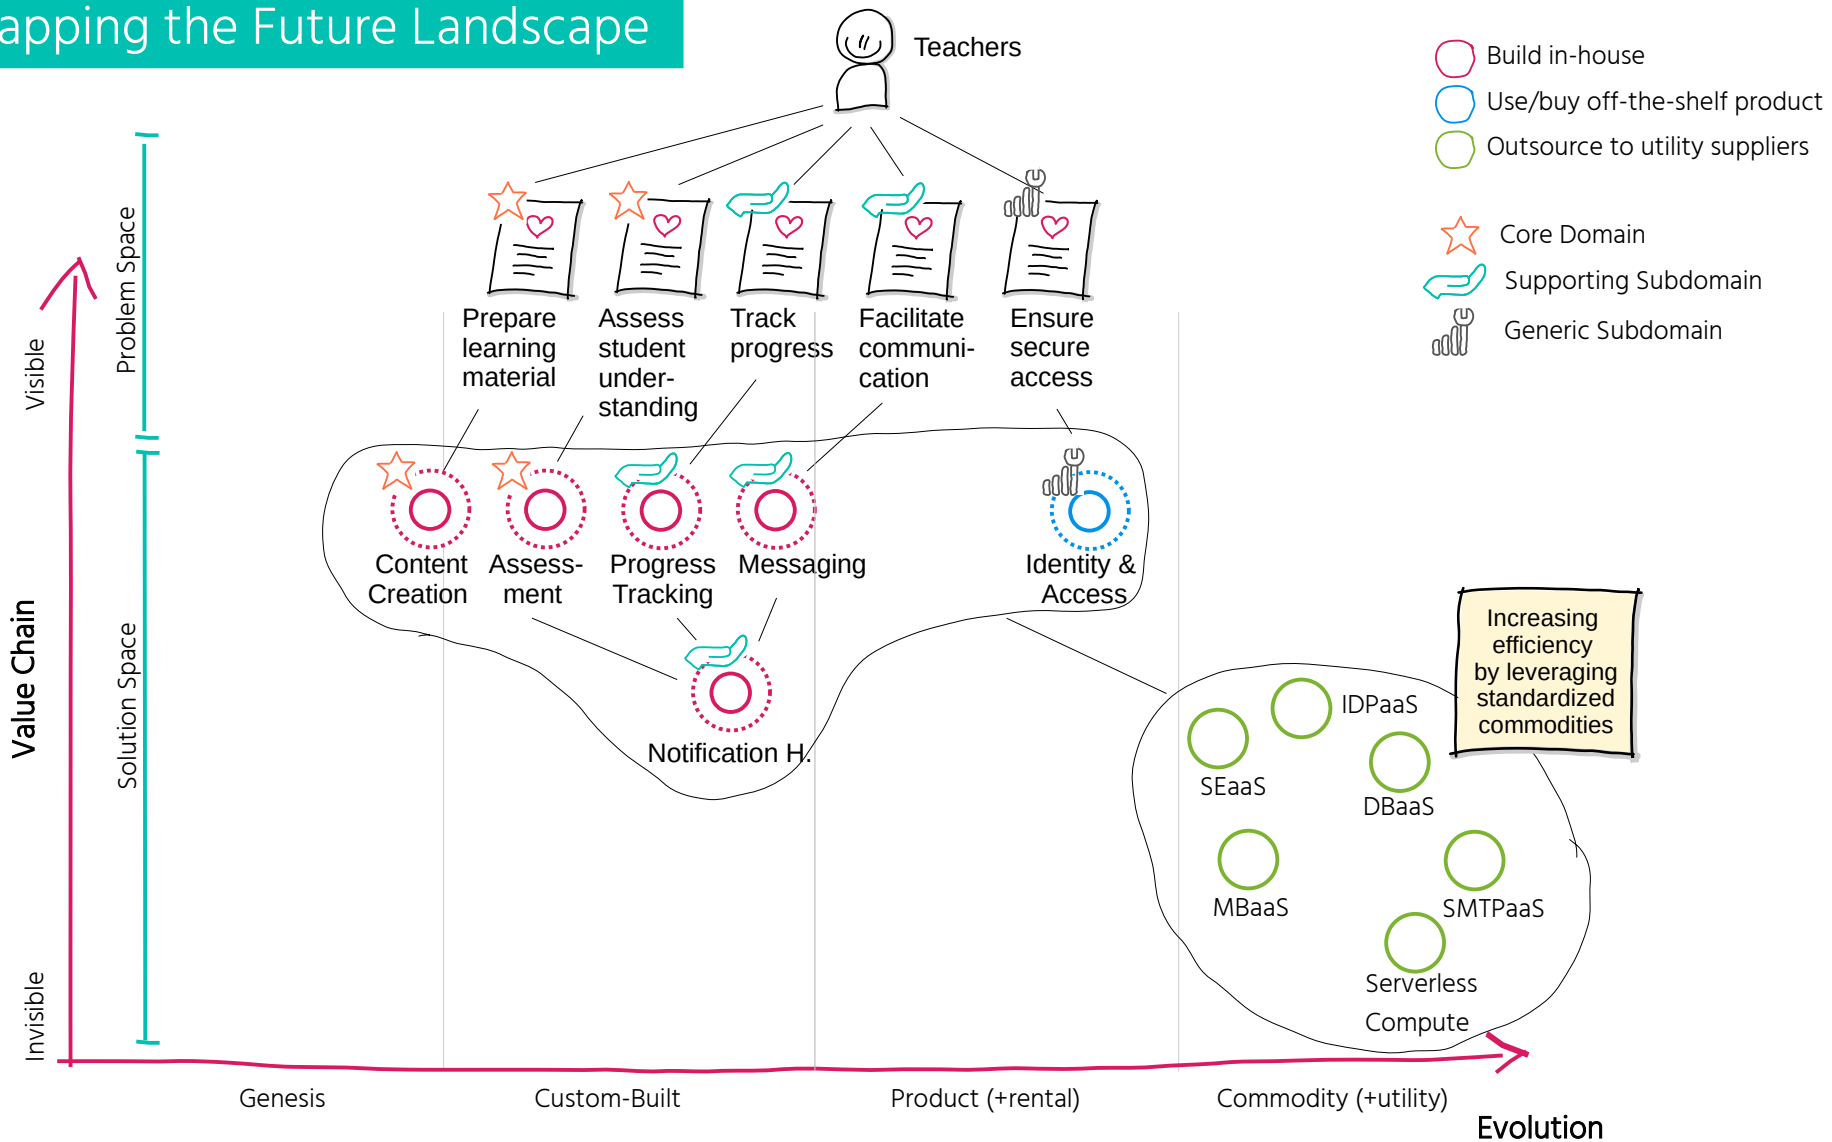 apping the Future Landscape
Teachers
Build in-house
Use/buy off-the-shelf product
Outsource to utility suppliers
Core Domain
Supporting Subdomain
Generic Subdomain
Problem Space
Visible
Prepare
learning
material
Assess
student
under-
standing
Track
progress
Facilitate
communi-
cation
Ensure
secure
access
Content
Creation
Assess-
ment
Progress
Tracking
Messaging
Identity &
Access
Notification H.
Value Chain
Solution Space
Invisible
Increasing
efficiency
by leveraging
standardized
commodities
IDPaaS
SEaaS
DBaaS
MBaaS
SMTPaaS
Serverless
Compute
Genesis
Custom-Built
Product (+rental)
Commodity (+utility)
Evolution